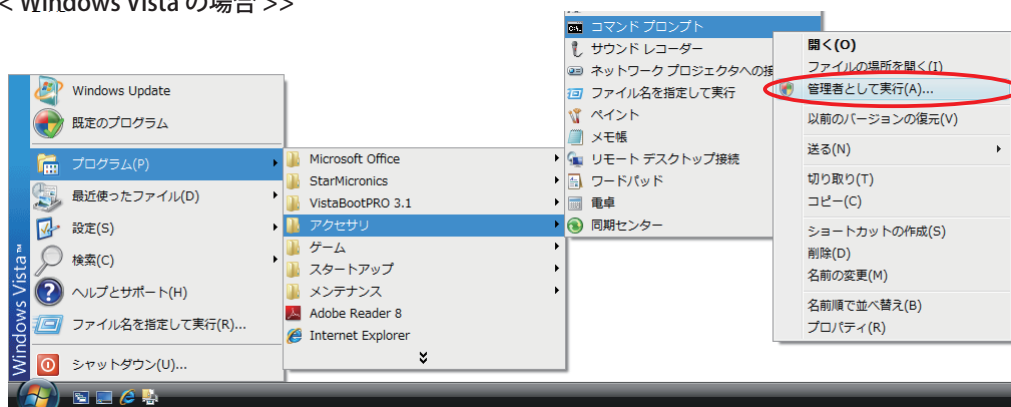 < Windows Vista の場合 >>
Windows Update
既定のプログラム
プログラム(P)
最近使ったファイル(D)
設定(S)
検索(C)
ヘルプとサポート(H)
ファイル名を指定して実行(R)...
シャットダウン(U)...
Windows Vista™
Microsoft Office
StarMicronics
VistaBootPRO 3.1
アクセサリ
ゲーム
スタートアップ
メンテナンス
Adobe Reader 8
Internet Explorer
コマンド プロンプト
サウンド レコーダー
ネットワーク プロジェクタへの接
ファイル名を指定して実行
ペイント
メモ帳
リモート デスクトップ接続
ワードパッド
電卓
同期センター
開く(O)
ファイルの場所を開く(I)
管理者として実行(A)...
以前のバージョンの復元(V)
送る(N)
切り取り(T)
コピー(C)
ショートカットの作成(S)
削除(D)
名前の変更(M)
名前順で並べ替え(B)
プロパティ(R)